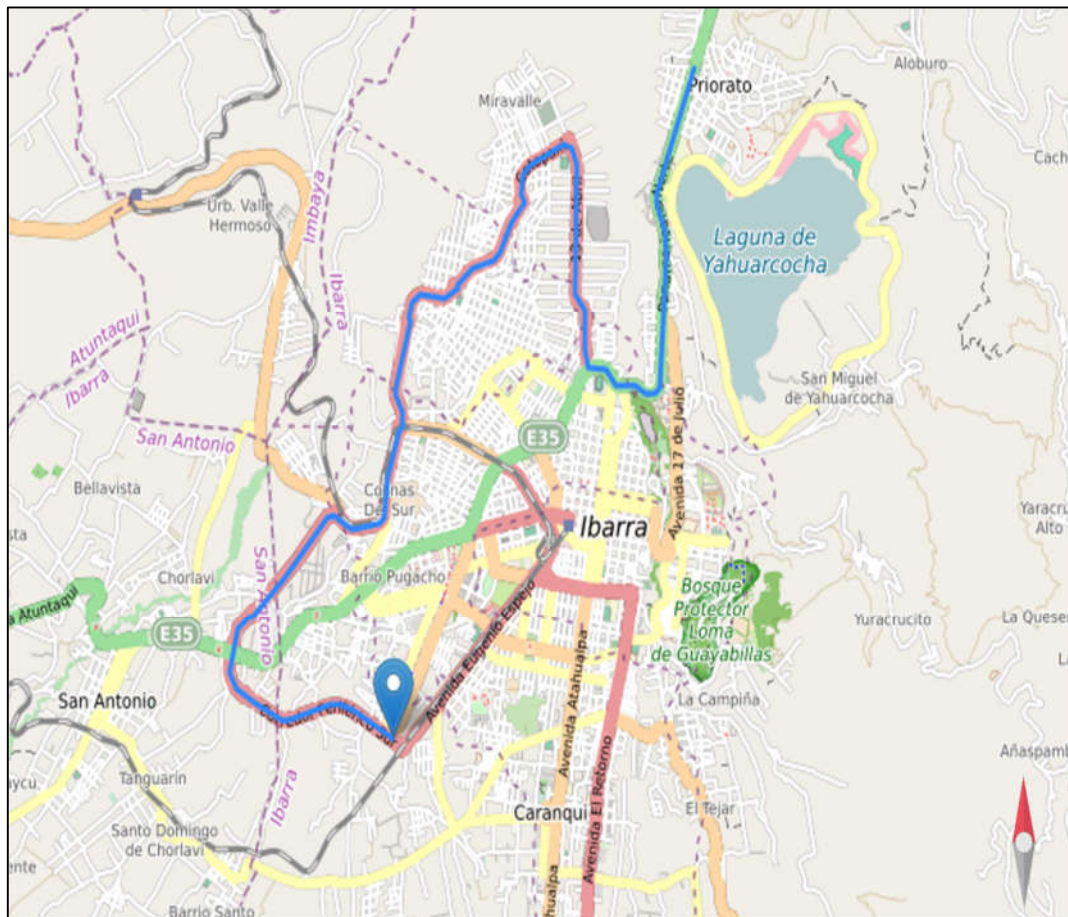 Priorato
Aloburo
Miravalle
Urb. Valle
Hermoso
Imbaya
Ibarra
Laguna de
Yahuarcocha
Atuntaqui
Ibarra
San Miguel
de Yahuarcocha
San Antonio
E35
Avenida 17 de Julio
Bellavista
Colinas
Del Sur
Ibarra
Yaracru
Alto
Chorlavi
San Antonio
Barrio Pugacho
Bosque
Protector
Loma
de Guayabillas
Avenida Eugenio Espejo
a Atuntaqui
E35
Yuracrucito
La Quese
San Antonio
Avenida Atahualpa
La Campiña
Avenida El Retorno
Tanguarin
Ibarra
Caranqui
El Tejar
Añaspamb
Santo Domingo
de Chorlavi
hualpa
Barrio Santo